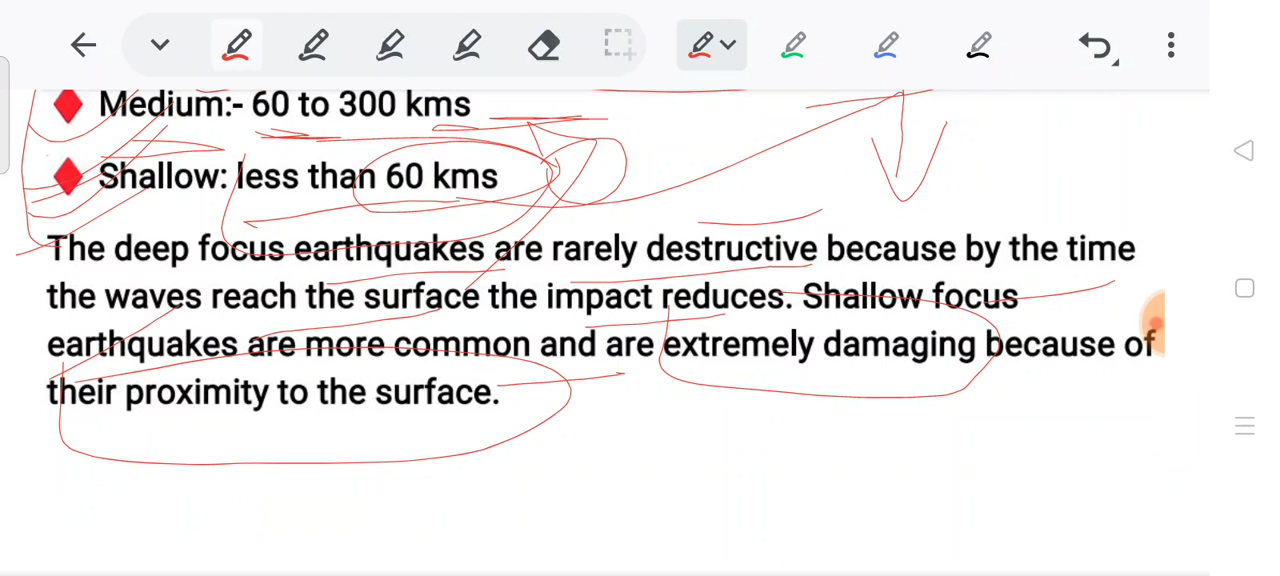 Medium:- 60 to 300 kms
Shallow: less than 60 kms
The deep focus earthquakes are rarely destructive because by the time
the waves reach the surface the impact reduces. Shallow focus
earthquakes are more common and are extremely damaging because of
their proximity to the surface.